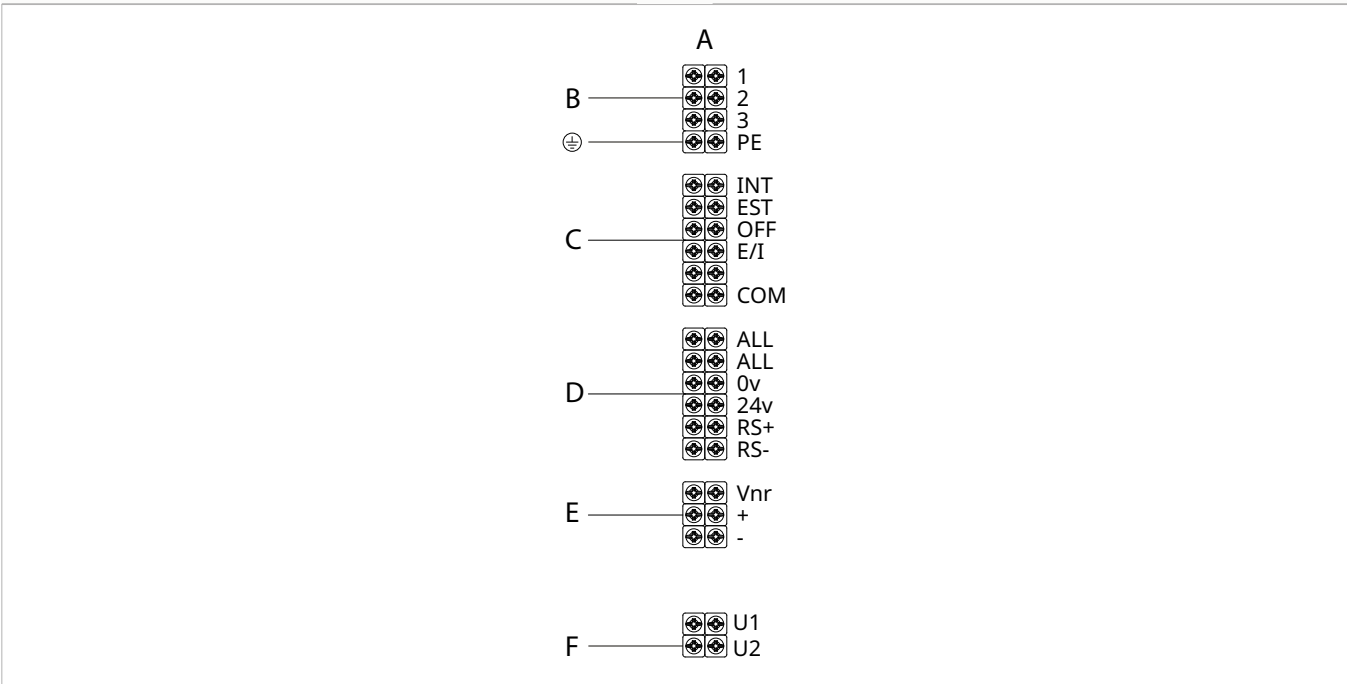 A
1
B 2
3
PE
INT
EST
OFF
C
E/I
COM
ALL
ALL
0v
D
24v
RS+
RS-
Vnr
E +
-
U1
F U2